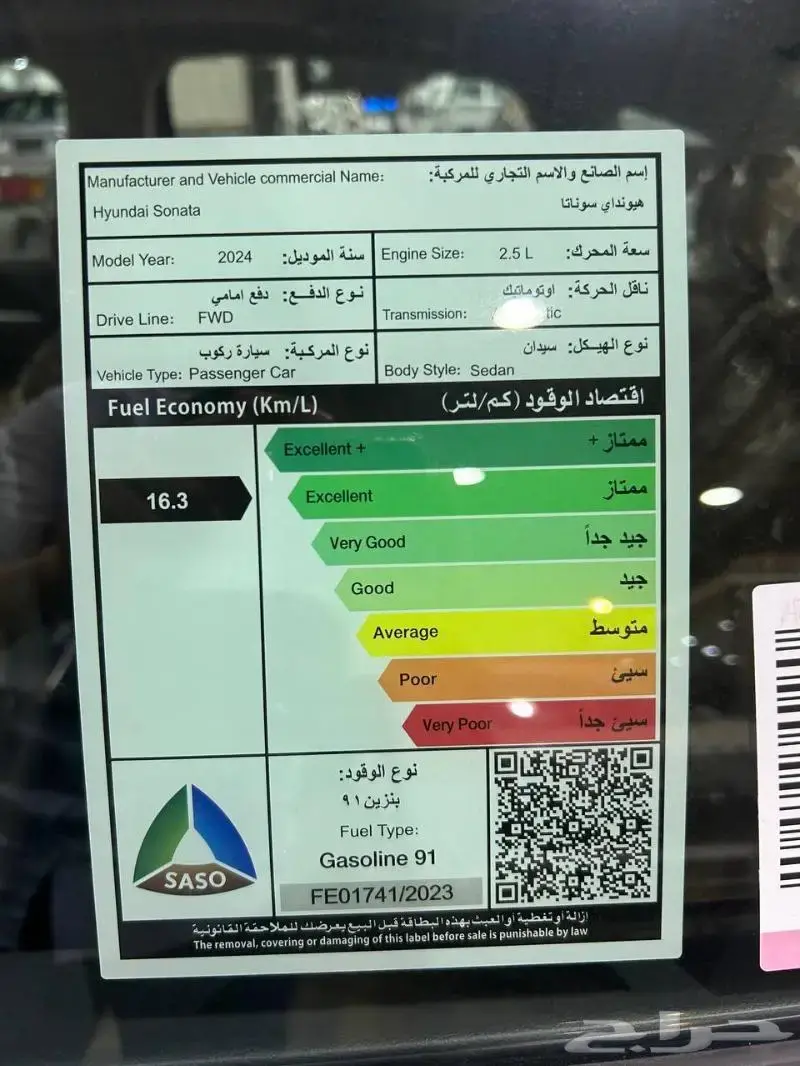 Manufacturer and Vehicle commercial Name: إسم الصانع والاسم التجاري للمركبة:
Hyundai Sonata هيونداي سوناتا
Model Year: 2024 سنة الموديل:
Engine Size: 2.5 L سعة المحرك:
نوع الدفع: دفع امامي
Drive Line: FWD
ناقل الحركة: اوتوماتيك
Transmission:
نوع المركبة: سيارة ركوب
Vehicle Type: Passenger Car
نوع الهيكل: سيدان
Body Style: Sedan
Fuel Economy (Km/L) اقتصاد الوقود (كم/لتر)
16.3
Excellent + ممتاز +
Excellent ممتاز
Very Good جيد جداً
Good جيد
Average متوسط
Poor سيئ
Very Poor سيئ جداً
SASO
نوع الوقود:
بنزين ٩١
Fuel Type:
Gasoline 91
FE01741/2023
إزالة أو تغطية أو العبث بهذه البطاقة قبل البيع يعرضك للملاحقة القانونية
The removal, covering or damaging of this label before sale is punishable by law
حراج